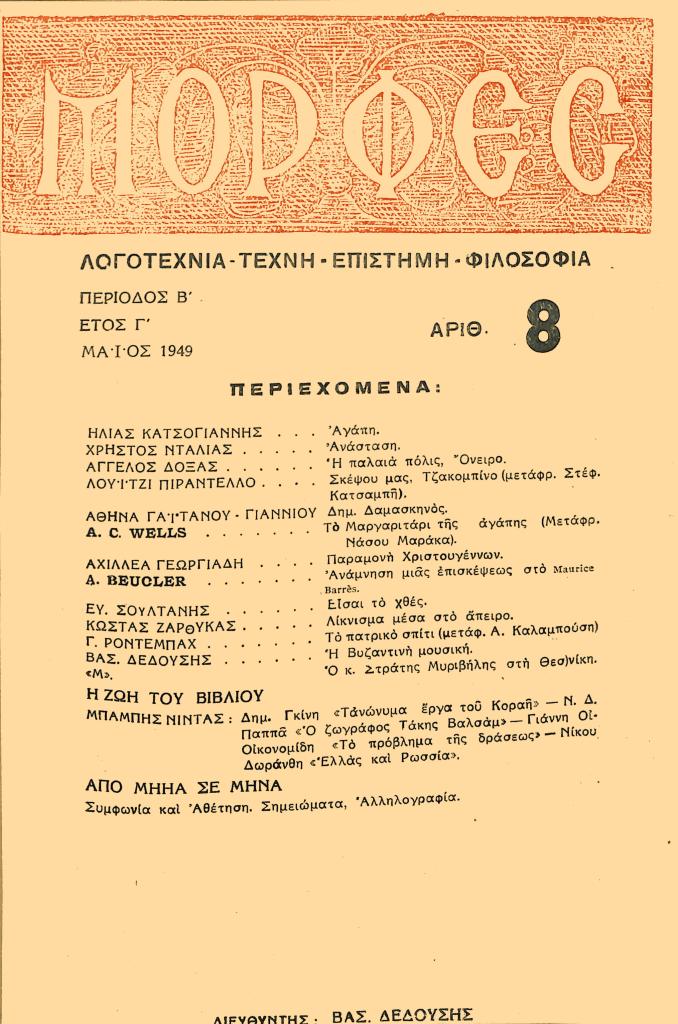 ΜΟΡΦΕΣ
ΛΟΓΟΤΕΧΝΙΑ - ΤΕΧΝΗ - ΕΠΙΣΤΗΜΗ - ΦΙΛΟΣΟΦΙΑ
ΠΕΡΙΟΔΟΣ Β΄
ΕΤΟΣ Γ΄
ΜΑ·Ι·ΟΣ 1949
ΑΡΙΘ. 8
ΠΕΡΙΕΧΟΜΕΝΑ:
ΗΛΙΑΣ ΚΑΤΣΟΓΙΑΝΝΗΣ . . . Ἀγάπη.
ΧΡΗΣΤΟΣ ΝΤΑΛΙΑΣ . . . . . Ἀνάσταση.
ΑΓΓΕΛΟΣ ΔΟΞΑΣ . . . . . . Ἡ παλαιὰ πόλις, Ὄνειρο.
ΛΟΥ·Ι·ΤΖΙ ΠΙΡΑΝΤΕΛΛΟ . . . . Σκέψου μας, Τζακομπίνο (μετάφρ. Στέφ.
Κατσαμπῆ).
ΑΘΗΝΑ ΓΑ·Ι·ΤΑΝΟΥ - ΓΙΑΝΝΙΟΥ Δημ. Δαμασκηνός.
A. C. WELLS . . . . . . . . Τὸ Μαργαριτάρι τῆς ἀγάπης (Μετάφρ.
Νάσου Μαράκα).
ΑΧΙΛΛΕΑ ΓΕΩΡΓΙΑΔΗ . . . . Παραμονὴ Χριστουγέννων.
A. BEUCLER . . . . . . . . Ἀνάμνηση μιᾶς ἐπισκέψεως στὸ Maurice
Barrès.
ΕΥ. ΣΟΥΛΤΑΝΗΣ . . . . . . Εἶσαι τὸ χθές.
ΚΩΣΤΑΣ ΖΑΡΘΥΚΑΣ . . . . . Λίκνισμα μέσα στὸ ἄπειρο.
Γ. ΡΟΝΤΕΜΠΑΧ . . . . . . . Τὸ πατρικὸ σπίτι (μετάφ. Α. Καλαμπούση)
ΒΑΣ. ΔΕΔΟΥΣΗΣ . . . . . . Ἡ Βυζαντινὴ μουσική.
«Μ». Ὁ κ. Στράτης Μυριβήλης στὴ Θεσ)νίκη.
Η ΖΩΗ ΤΟΥ ΒΙΒΛΙΟΥ
ΜΠΑΜΠΗΣ ΝΙΝΤΑΣ : Δημ. Γκίνη «Τἀνώνυμα ἔργα τοῦ Κοραῆ» — Ν. Δ.
Παππᾶ «Ὁ ζωγράφος Τάκης Βαλσάμ» — Γιάννη Οἰ-
Οἰκονομίδη «Τὸ πρόβλημα τῆς δράσεως» — Νίκου
Δωράνθη «Ἑλλὰς καὶ Ρωσσία».
ΑΠΟ ΜΗΗΑ ΣΕ ΜΗΝΑ
Συμφωνία καὶ Ἀθέτηση. Σημειώματα, Ἀλληλογραφία.
ΔΙΕΥΘΥΝΤΗΣ : ΒΑΣ. ΔΕΔΟΥΣΗΣ